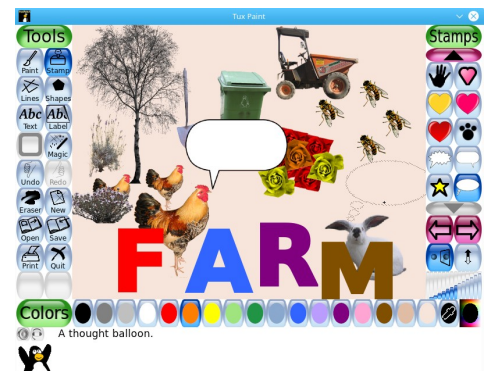 Tux Paint
Tools
Stamps
Paint
Stamp
Lines
Shapes
Abc
Text
Abc
Label
Magic
Undo
Redo
Eraser
New
Open
Save
Print
Quit
FARM
Colors
A thought balloon.